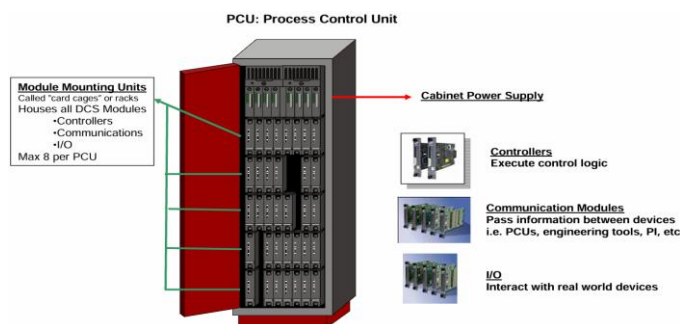 PCU: Process Control Unit
Module Mounting Units
Called "card cages" or racks
Houses all DCS Modules
•Controllers
•Communications
•I/O
Max 8 per PCU
Cabinet Power Supply
Controllers
Execute control logic
Communication Modules
Pass information between devices
i.e. PCUs, engineering tools, PI, etc
I/O
Interact with real world devices